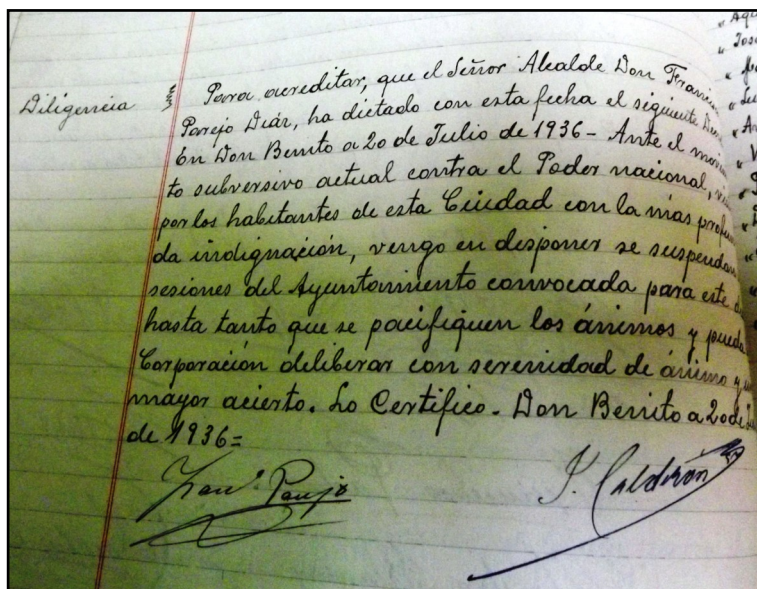 Diligencia Para acreditar, que el Señor Alcalde Don
Parejo Diár, ha dictado con esta fecha el siguiente
En Don Benito a 20 de Julio de 1936 - Ante el
to subversivo actual contra el Poder nacional,
por los habitantes de esta Ciudad con la mas profun
da indignación, vengo en disponer se suspendan
sesiones del Ayuntamiento convocada para este
hasta tanto que se pacifiquen los ánimos y pueda
Corporación deliberar con serenidad de ánimo y
mayor acierto. Lo Certifico. Don Benito a 20 de
de 1936=
Franco Parejo
J. Calderón